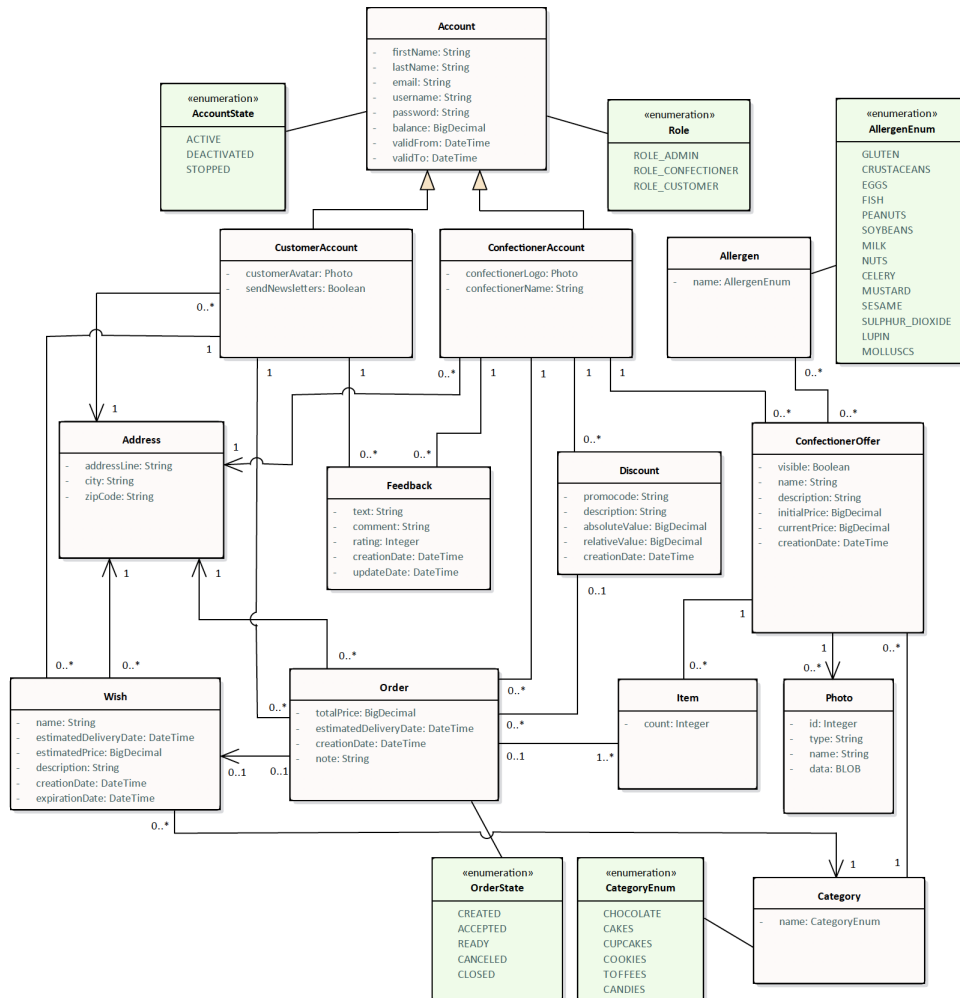 Account
- firstName: String
- lastName: String
- email: String
- username: String
- password: String
- balance: BigDecimal
- validFrom: DateTime
- validTo: DateTime
«enumeration»
AccountState
ACTIVE
DEACTIVATED
STOPPED
«enumeration»
Role
ROLE_ADMIN
ROLE_CONFECTIONER
ROLE_CUSTOMER
«enumeration»
AllergenEnum
GLUTEN
CRUSTACEANS
EGGS
FISH
PEANUTS
SOYBEANS
MILK
NUTS
CELERY
MUSTARD
SESAME
SULPHUR_DIOXIDE
LUPIN
MOLLUSCS
CustomerAccount
- customerAvatar: Photo
- sendNewsletters: Boolean
ConfectionerAccount
- confectionerLogo: Photo
- confectionerName: String
Allergen
- name: AllergenEnum
0..*
1
1
1
0..*
1
1
1
1
0..*
1
1
0..*
0..*
0..*
0..*
0..*
Address
- addressLine: String
- city: String
- zipCode: String
Feedback
- text: String
- comment: String
- rating: Integer
- creationDate: DateTime
- updateDate: DateTime
Discount
- promocode: String
- description: String
- absoluteValue: BigDecimal
- relativeValue: BigDecimal
- creationDate: DateTime
ConfectionerOffer
- visible: Boolean
- name: String
- description: String
- initialPrice: BigDecimal
- currentPrice: BigDecimal
- creationDate: DateTime
1
1
0..1
1
0..*
0..*
0..*
0..*
0..*
1
0..*
0..*
Wish
- name: String
- estimatedDeliveryDate: DateTime
- estimatedPrice: BigDecimal
- description: String
- creationDate: DateTime
- expirationDate: DateTime
Order
- totalPrice: BigDecimal
- estimatedDeliveryDate: DateTime
- creationDate: DateTime
- note: String
Item
- count: Integer
Photo
- id: Integer
- type: String
- name: String
- data: BLOB
0..*
0..*
0..1
0..1
0..1
1..*
0..*
1
1
«enumeration»
OrderState
CREATED
ACCEPTED
READY
CANCELED
CLOSED
«enumeration»
CategoryEnum
CHOCOLATE
CAKES
CUPCAKES
COOKIES
TOFFEES
CANDIES
Category
- name: CategoryEnum